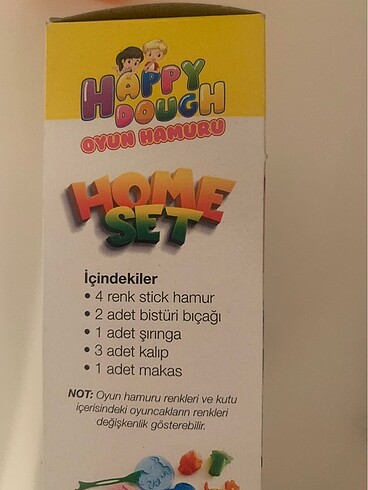 HAPPY
DOUGH
OYUN HAMURU
HOME
SET
İçindekiler
• 4 renk stick hamur
• 2 adet bistüri bıçağı
• 1 adet şırınga
• 3 adet kalıp
• 1 adet makas
NOT: Oyun hamuru renkleri ve kutu
içerisindeki oyuncakların renkleri
değişkenlik gösterebilir.